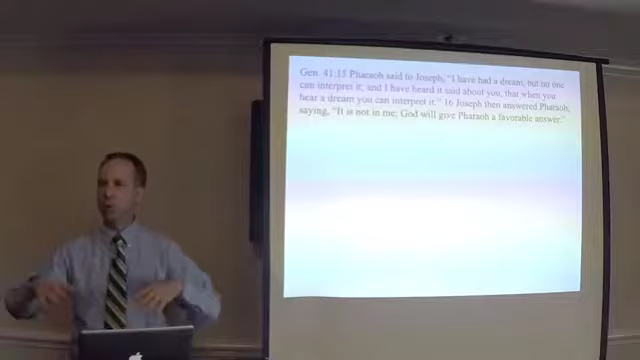 Gen. 41:15 Pharaoh said to Joseph, "I have had a dream, but no one
can interpret it; and I have heard it said about you, that when you
hear a dream you can interpret it." 16 Joseph then answered Pharaoh,
saying, "It is not in me; God will give Pharaoh a favorable answer."